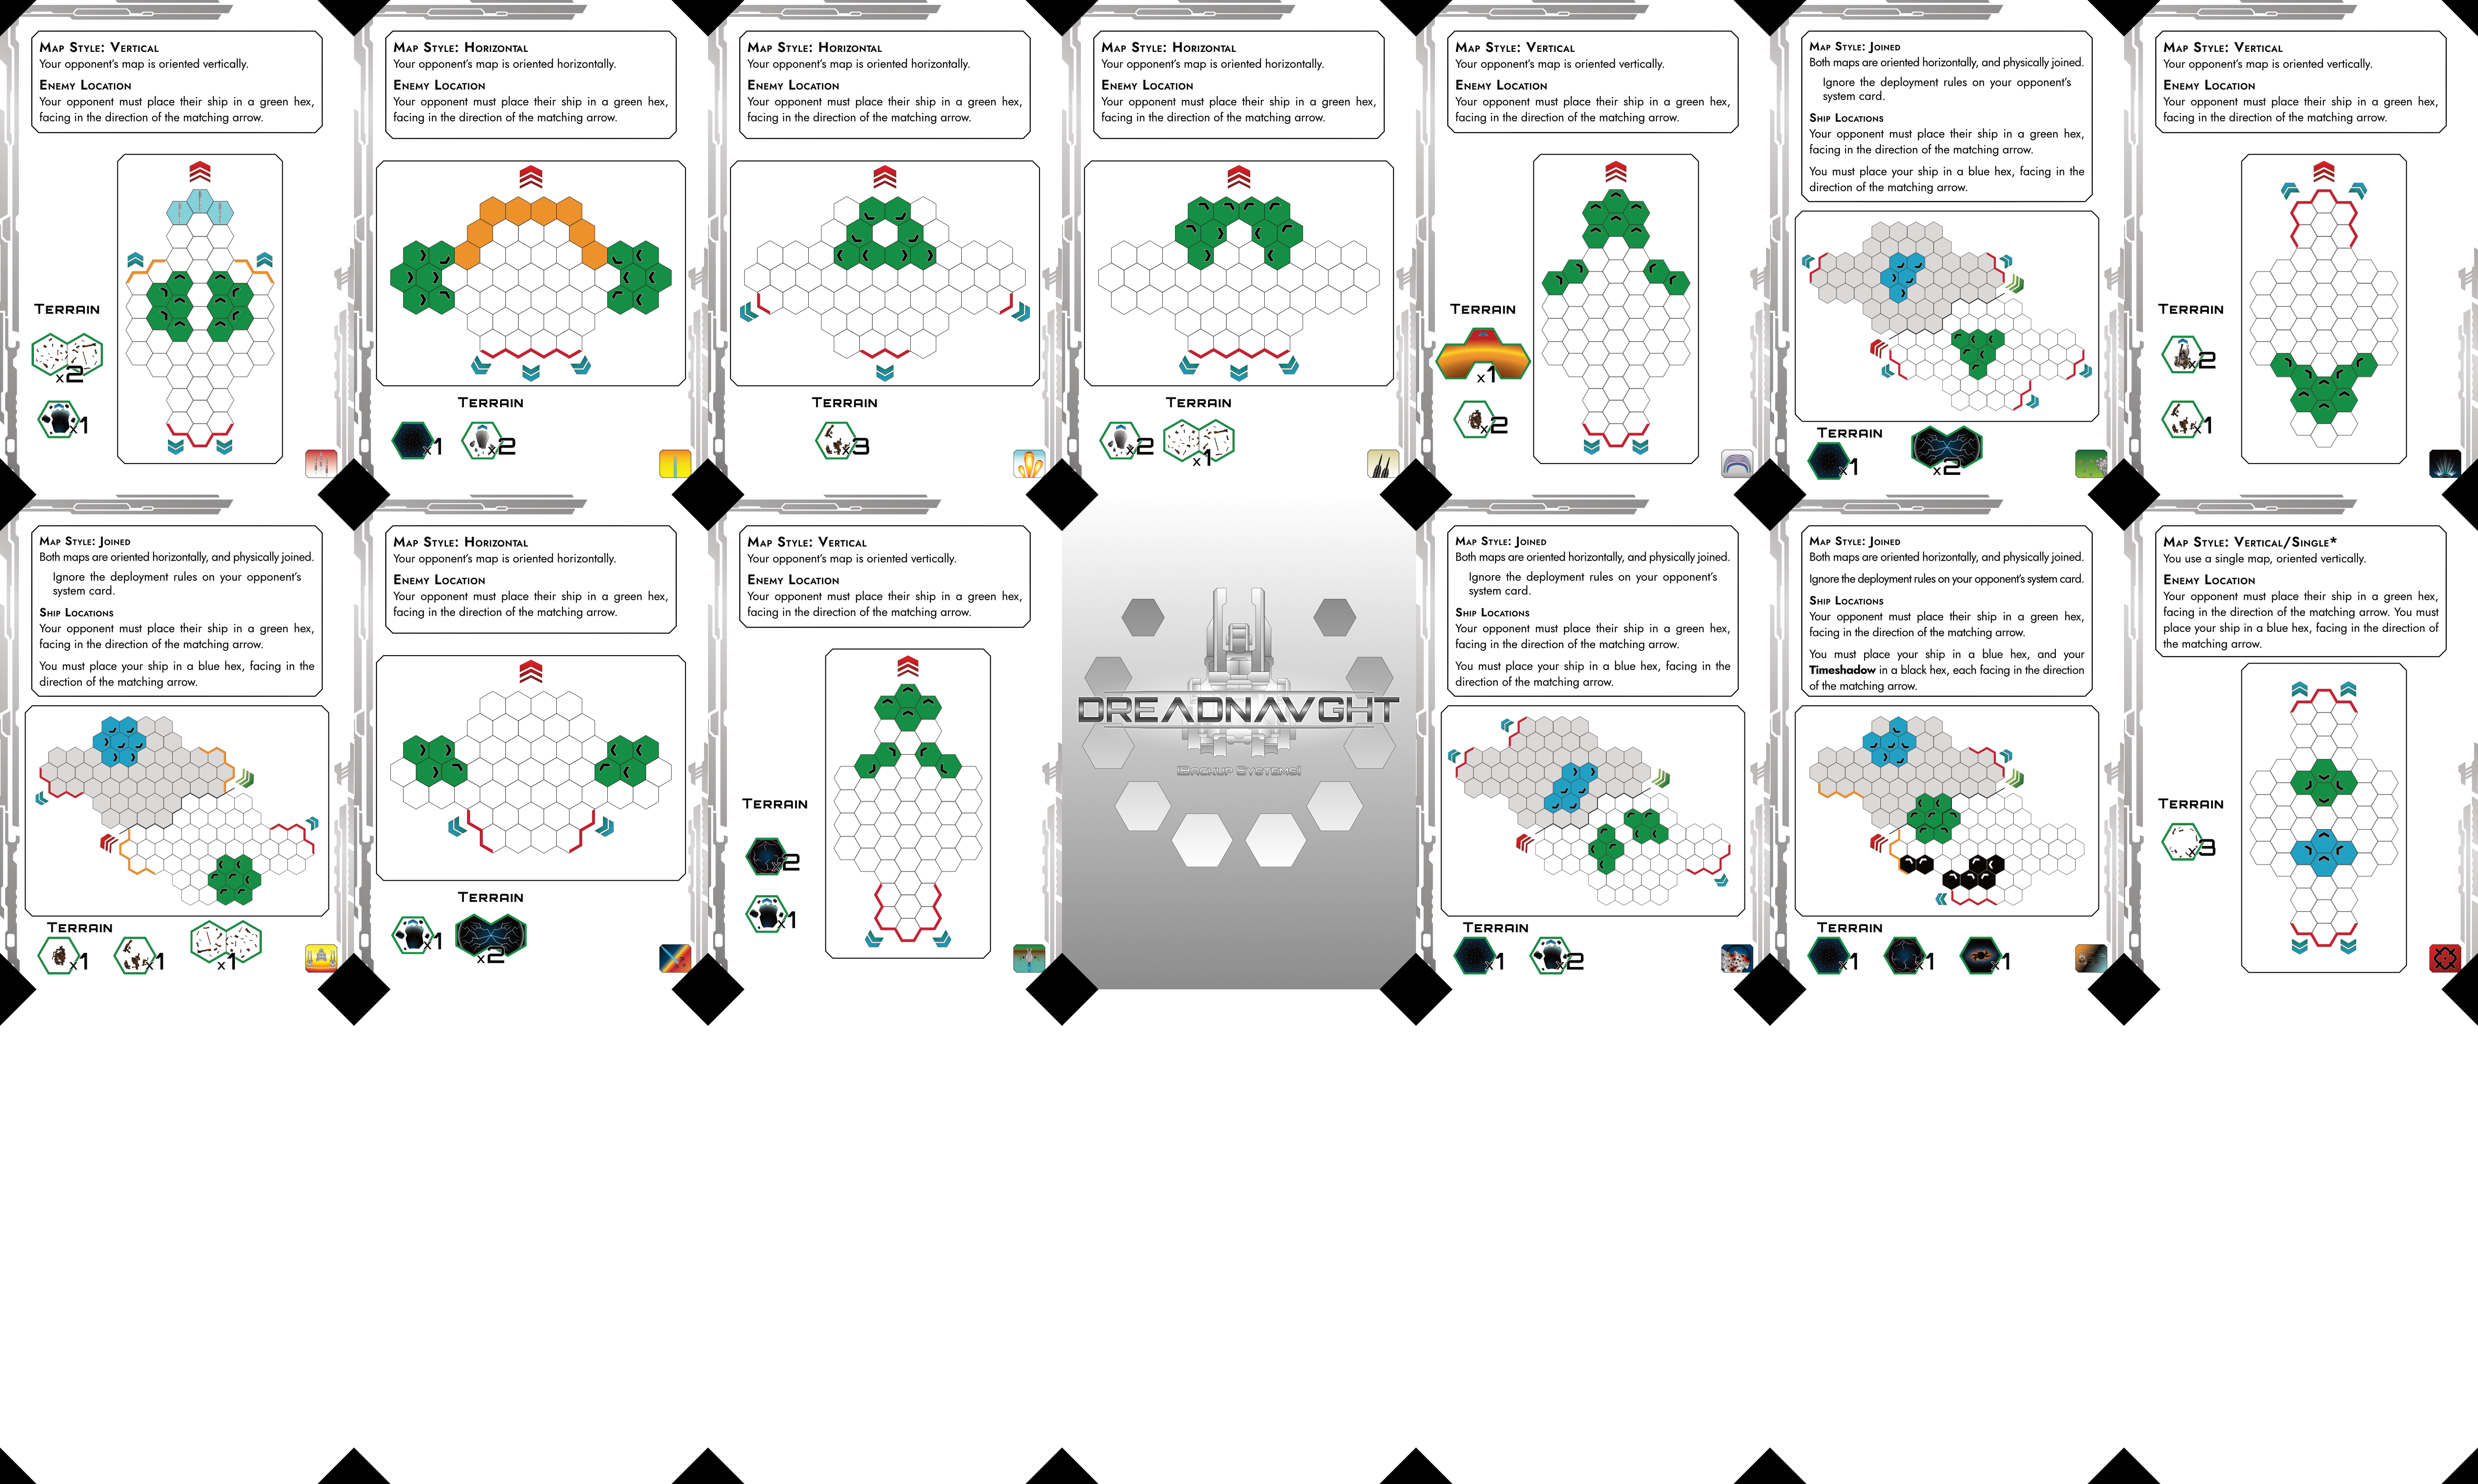 Map Style: Vertical
Your opponent's map is oriented vertically.
Enemy Location
Your opponent must place their ship in a green hex,
facing in the direction of the matching arrow.
Terrain
x2
x1
Map Style: Horizontal
Your opponent's map is oriented horizontally.
Enemy Location
Your opponent must place their ship in a green hex,
facing in the direction of the matching arrow.
Terrain
x1
x2
Map Style: Horizontal
Your opponent's map is oriented horizontally.
Enemy Location
Your opponent must place their ship in a green hex,
facing in the direction of the matching arrow.
Terrain
x3
Map Style: Horizontal
Your opponent's map is oriented horizontally.
Enemy Location
Your opponent must place their ship in a green hex,
facing in the direction of the matching arrow.
Terrain
x2
x1
Map Style: Vertical
Your opponent's map is oriented vertically.
Enemy Location
Your opponent must place their ship in a green hex,
facing in the direction of the matching arrow.
Terrain
x1
x2
Map Style: Joined
Both maps are oriented horizontally, and physically joined.
Ignore the deployment rules on your opponent's
system card.
Ship Locations
Your opponent must place their ship in a green hex,
facing in the direction of the matching arrow.
You must place your ship in a blue hex, facing in the
direction of the matching arrow.
Terrain
x1
x2
Map Style: Vertical
Your opponent's map is oriented vertically.
Enemy Location
Your opponent must place their ship in a green hex,
facing in the direction of the matching arrow.
Terrain
x2
x1
Map Style: Joined
Both maps are oriented horizontally, and physically joined.
Ignore the deployment rules on your opponent's
system card.
Ship Locations
Your opponent must place their ship in a green hex,
facing in the direction of the matching arrow.
You must place your ship in a blue hex, facing in the
direction of the matching arrow.
Terrain
x1
x1
x1
Map Style: Horizontal
Your opponent's map is oriented horizontally.
Enemy Location
Your opponent must place their ship in a green hex,
facing in the direction of the matching arrow.
Terrain
x1
x2
Map Style: Vertical
Your opponent's map is oriented vertically.
Enemy Location
Your opponent must place their ship in a green hex,
facing in the direction of the matching arrow.
Terrain
x2
x1
DREADNAVGHT
[Backup Systems]
Map Style: Joined
Both maps are oriented horizontally, and physically joined.
Ignore the deployment rules on your opponent's
system card.
Ship Locations
Your opponent must place their ship in a green hex,
facing in the direction of the matching arrow.
You must place your ship in a blue hex, facing in the
direction of the matching arrow.
Terrain
x1
x2
Map Style: Joined
Both maps are oriented horizontally, and physically joined.
Ignore the deployment rules on your opponent's system card.
Ship Locations
Your opponent must place their ship in a green hex,
facing in the direction of the matching arrow.
You must place your ship in a blue hex, and your
Timeshadow in a black hex, each facing in the direction
of the matching arrow.
Terrain
x1
x1
x1
Map Style: Vertical/Single*
You use a single map, oriented vertically.
Enemy Location
Your opponent must place their ship in a green hex,
facing in the direction of the matching arrow. You must
place your ship in a blue hex, facing in the direction of
the matching arrow.
Terrain
x3